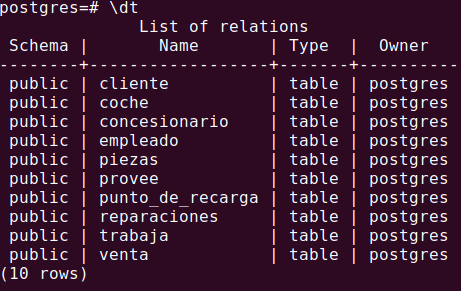 postgres=# \dt
              List of relations
 Schema |       Name       | Type  |  Owner
--------+------------------+-------+----------
 public | cliente          | table | postgres
 public | coche            | table | postgres
 public | concesionario    | table | postgres
 public | empleado         | table | postgres
 public | piezas           | table | postgres
 public | provee           | table | postgres
 public | punto_de_recarga | table | postgres
 public | reparaciones     | table | postgres
 public | trabaja          | table | postgres
 public | venta            | table | postgres
(10 rows)